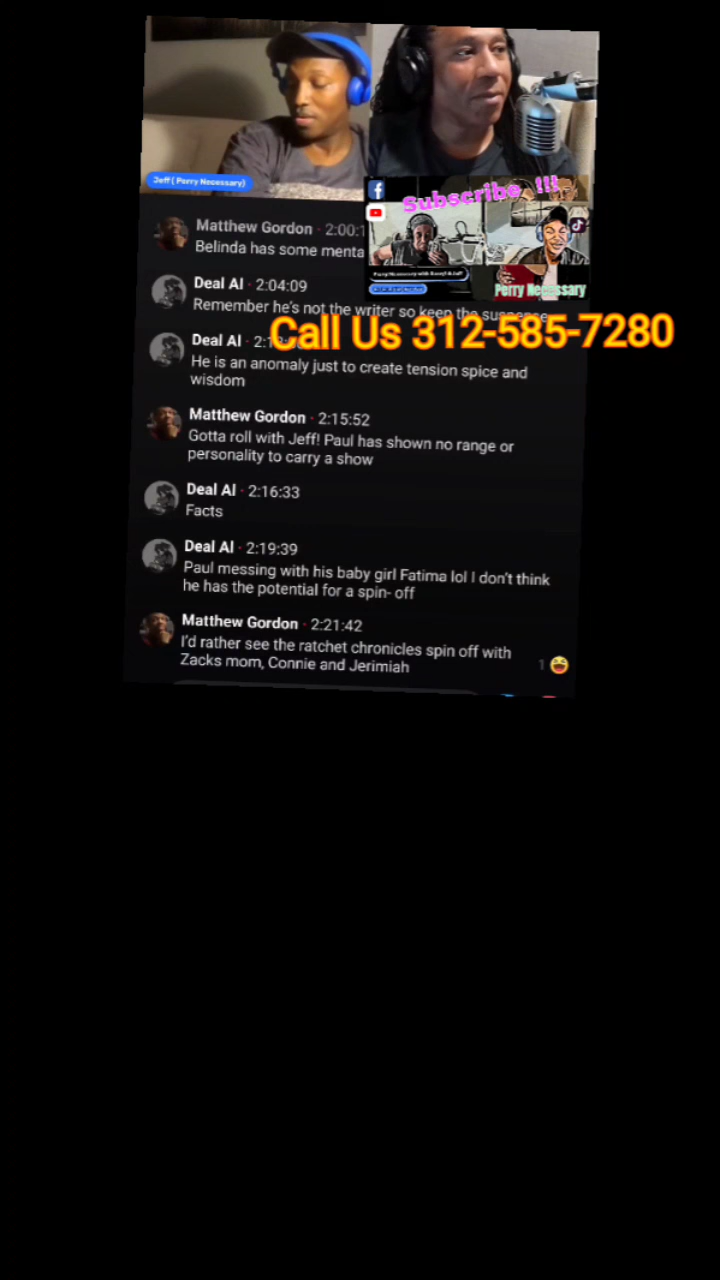 Jeff ( Perry Necessary)
Subscribe !!!
Perry Necessary
Matthew Gordon · 2:00:1
Belinda has some menta
Deal Al · 2:04:09
Remember he's not the writer so keep the suspense
Call Us 312-585-7280
Deal Al · 2:1
He is an anomaly just to create tension spice and
wisdom
Matthew Gordon · 2:15:52
Gotta roll with Jeff! Paul has shown no range or
personality to carry a show
Deal Al · 2:16:33
Facts
Deal Al · 2:19:39
Paul messing with his baby girl Fatima lol I don't think
he has the potential for a spin- off
Matthew Gordon · 2:21:42
I'd rather see the ratchet chronicles spin off with
Zacks mom, Connie and Jerimiah
1